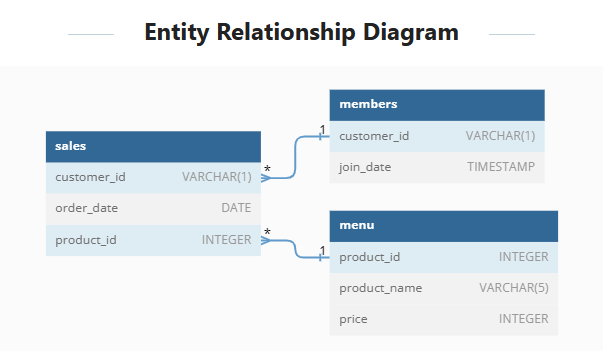 Entity Relationship Diagram
sales
customer_id VARCHAR(1)
order_date DATE
product_id INTEGER
*
*
1
1
members
customer_id VARCHAR(1)
join_date TIMESTAMP
menu
product_id INTEGER
product_name VARCHAR(5)
price INTEGER